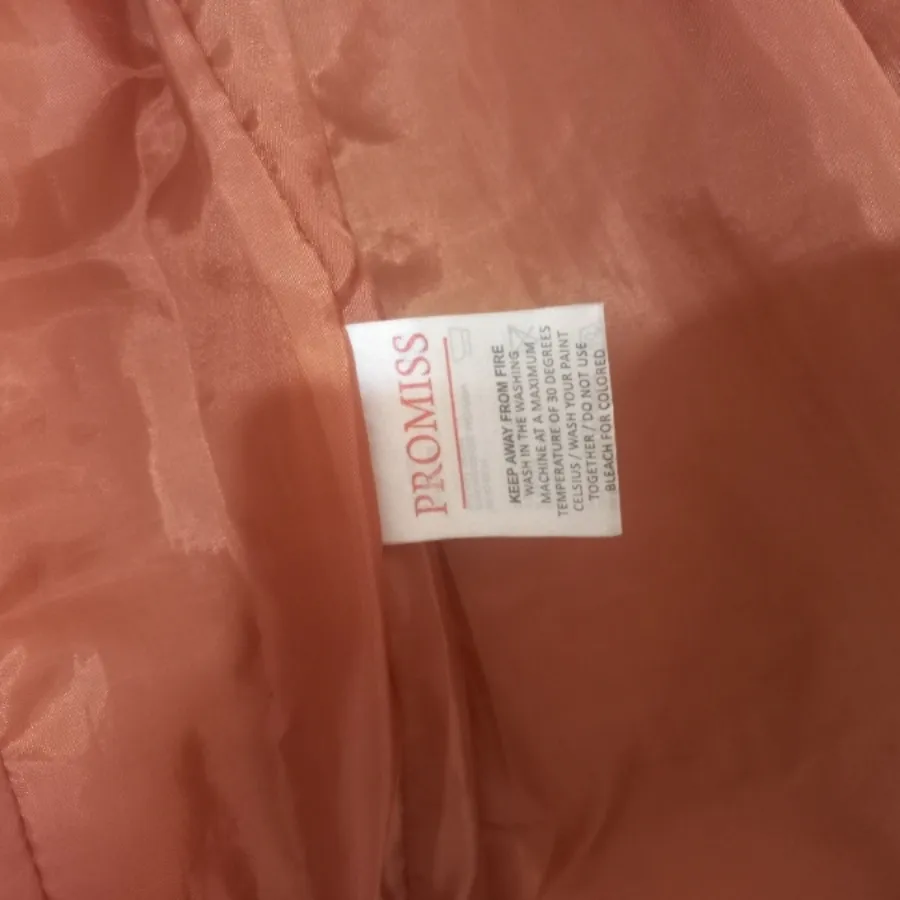 PROMISS
KEEP AWAY FROM FIRE
WASH IN THE WASHING
MACHINE AT A MAXIMUM
TEMPERATURE OF 30 DEGREES
CELSIUS / WASH YOUR PAINT
TOGETHER / DO NOT USE
BLEACH FOR COLORED